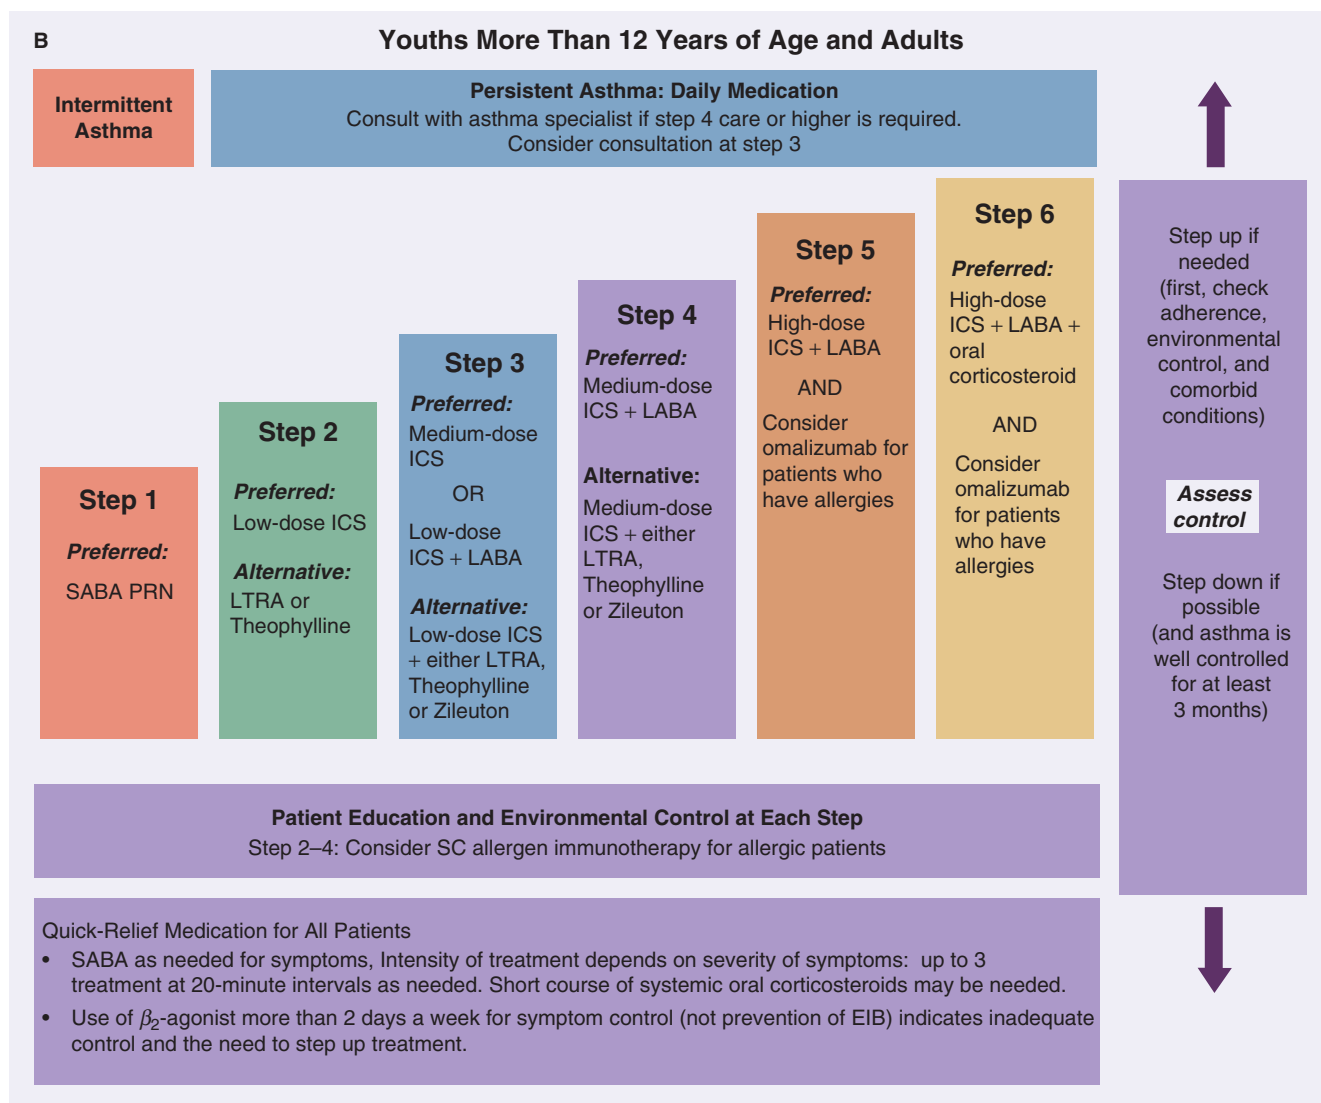 B
Youths More Than 12 Years of Age and Adults
Intermittent
Asthma
Persistent Asthma: Daily Medication
Consult with asthma specialist if step 4 care or higher is required.
Consider consultation at step 3
Step 1
Preferred:
SABA PRN
Step 2
Preferred:
Low-dose ICS
Alternative:
LTRA or
Theophylline
Step 3
Preferred:
Medium-dose
ICS
OR
Low-dose
ICS + LABA
Alternative:
Low-dose ICS
+ either LTRA,
Theophylline
or Zileuton
Step 4
Preferred:
Medium-dose
ICS + LABA
Alternative:
Medium-dose
ICS + either
LTRA,
Theophylline
or Zileuton
Step 5
Preferred:
High-dose
ICS + LABA
AND
Consider
omalizumab for
patients who
have allergies
Step 6
Preferred:
High-dose
ICS + LABA +
oral
corticosteroid
AND
Consider
omalizumab
for patients
who have
allergies
Step up if
needed
(first, check
adherence,
environmental
control, and
comorbid
conditions)
Assess
control
Step down if
possible
(and asthma is
well controlled
for at least
3 months)
Patient Education and Environmental Control at Each Step
Step 2–4: Consider SC allergen immunotherapy for allergic patients
Quick-Relief Medication for All Patients
• SABA as needed for symptoms, Intensity of treatment depends on severity of symptoms: up to 3
treatment at 20-minute intervals as needed. Short course of systemic oral corticosteroids may be needed.
• Use of β₂-agonist more than 2 days a week for symptom control (not prevention of EIB) indicates inadequate
control and the need to step up treatment.